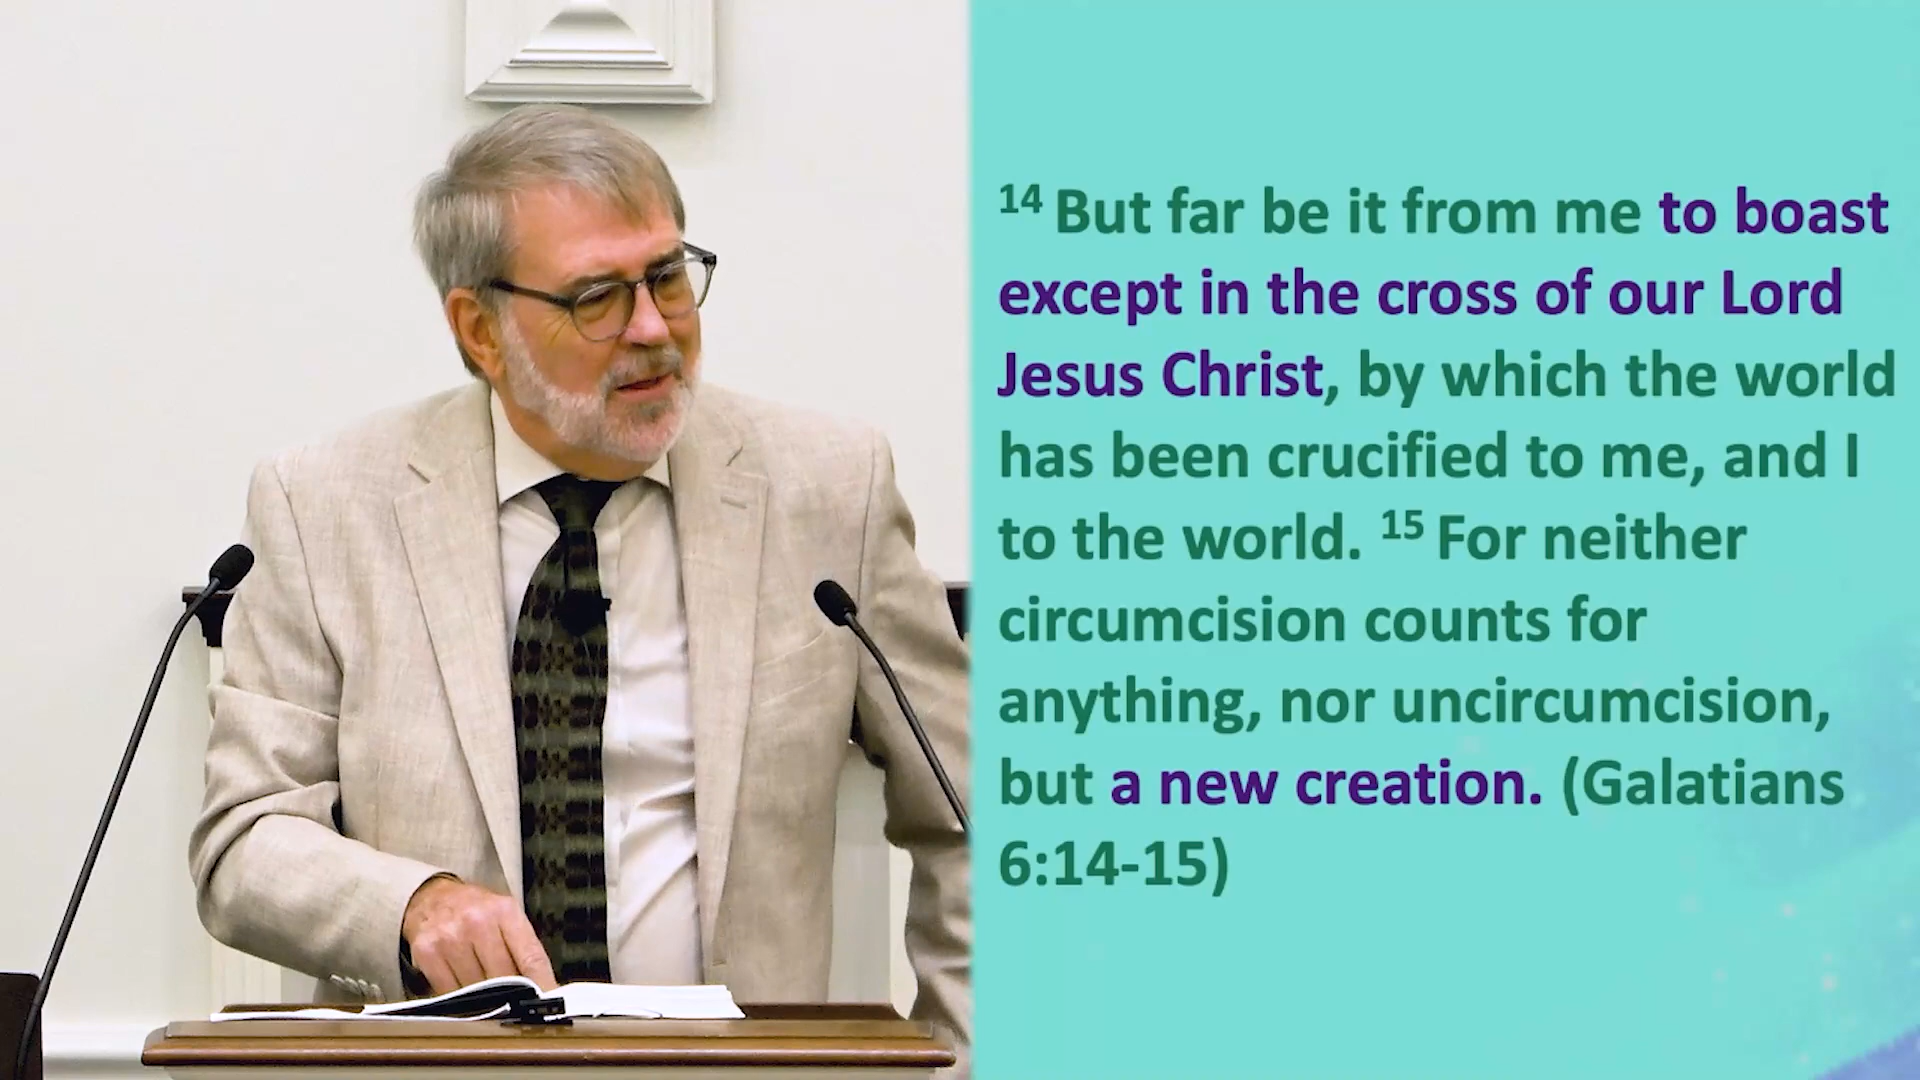 14 But far be it from me to boast
except in the cross of our Lord
Jesus Christ, by which the world
has been crucified to me, and I
to the world. 15 For neither
circumcision counts for
anything, nor uncircumcision,
but a new creation. (Galatians
6:14-15)